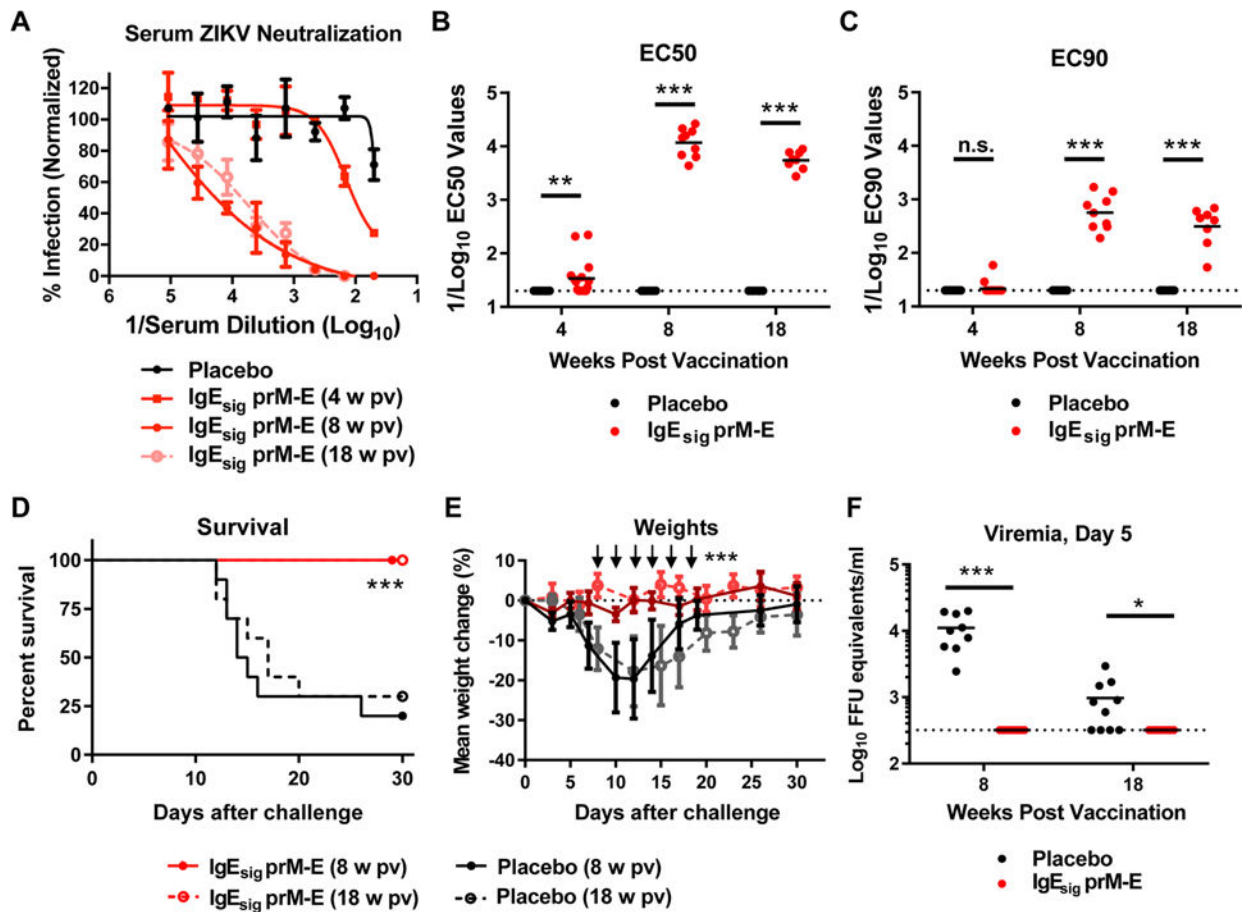 A
Serum ZIKV Neutralization
% Infection (Normalized)
120
100
80
60
40
20
0
6 5 4 3 2 1
1/Serum Dilution (Log10)
Placebo
IgEsig prM-E (4 w pv)
IgEsig prM-E (8 w pv)
IgEsig prM-E (18 w pv)
B
EC50
1/Log10 EC50 Values
5
4
3
2
1
**
***
***
4 8 18
Weeks Post Vaccination
Placebo
IgEsig prM-E
C
EC90
1/Log10 EC90 Values
5
4
3
2
1
n.s.
***
***
4 8 18
Weeks Post Vaccination
Placebo
IgEsig prM-E
D
Survival
Percent survival
100
75
50
25
0
***
0 10 20 30
Days after challenge
E
Weights
Mean weight change (%)
10
0
-10
-20
-30
-40
***
0 5 10 15 20 25 30
Days after challenge
IgEsig prM-E (8 w pv)
IgEsig prM-E (18 w pv)
Placebo (8 w pv)
Placebo (18 w pv)
F
Viremia, Day 5
Log10 FFU equivalents/ml
5
4
3
2
***
*
8 18
Weeks Post Vaccination
Placebo
IgEsig prM-E